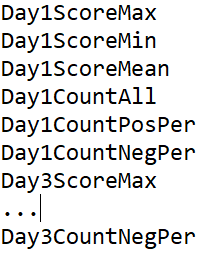 Day1ScoreMax
Day1ScoreMin
Day1ScoreMean
Day1CountAll
Day1CountPosPer
Day1CountNegPer
Day3ScoreMax
...
Day3CountNegPer